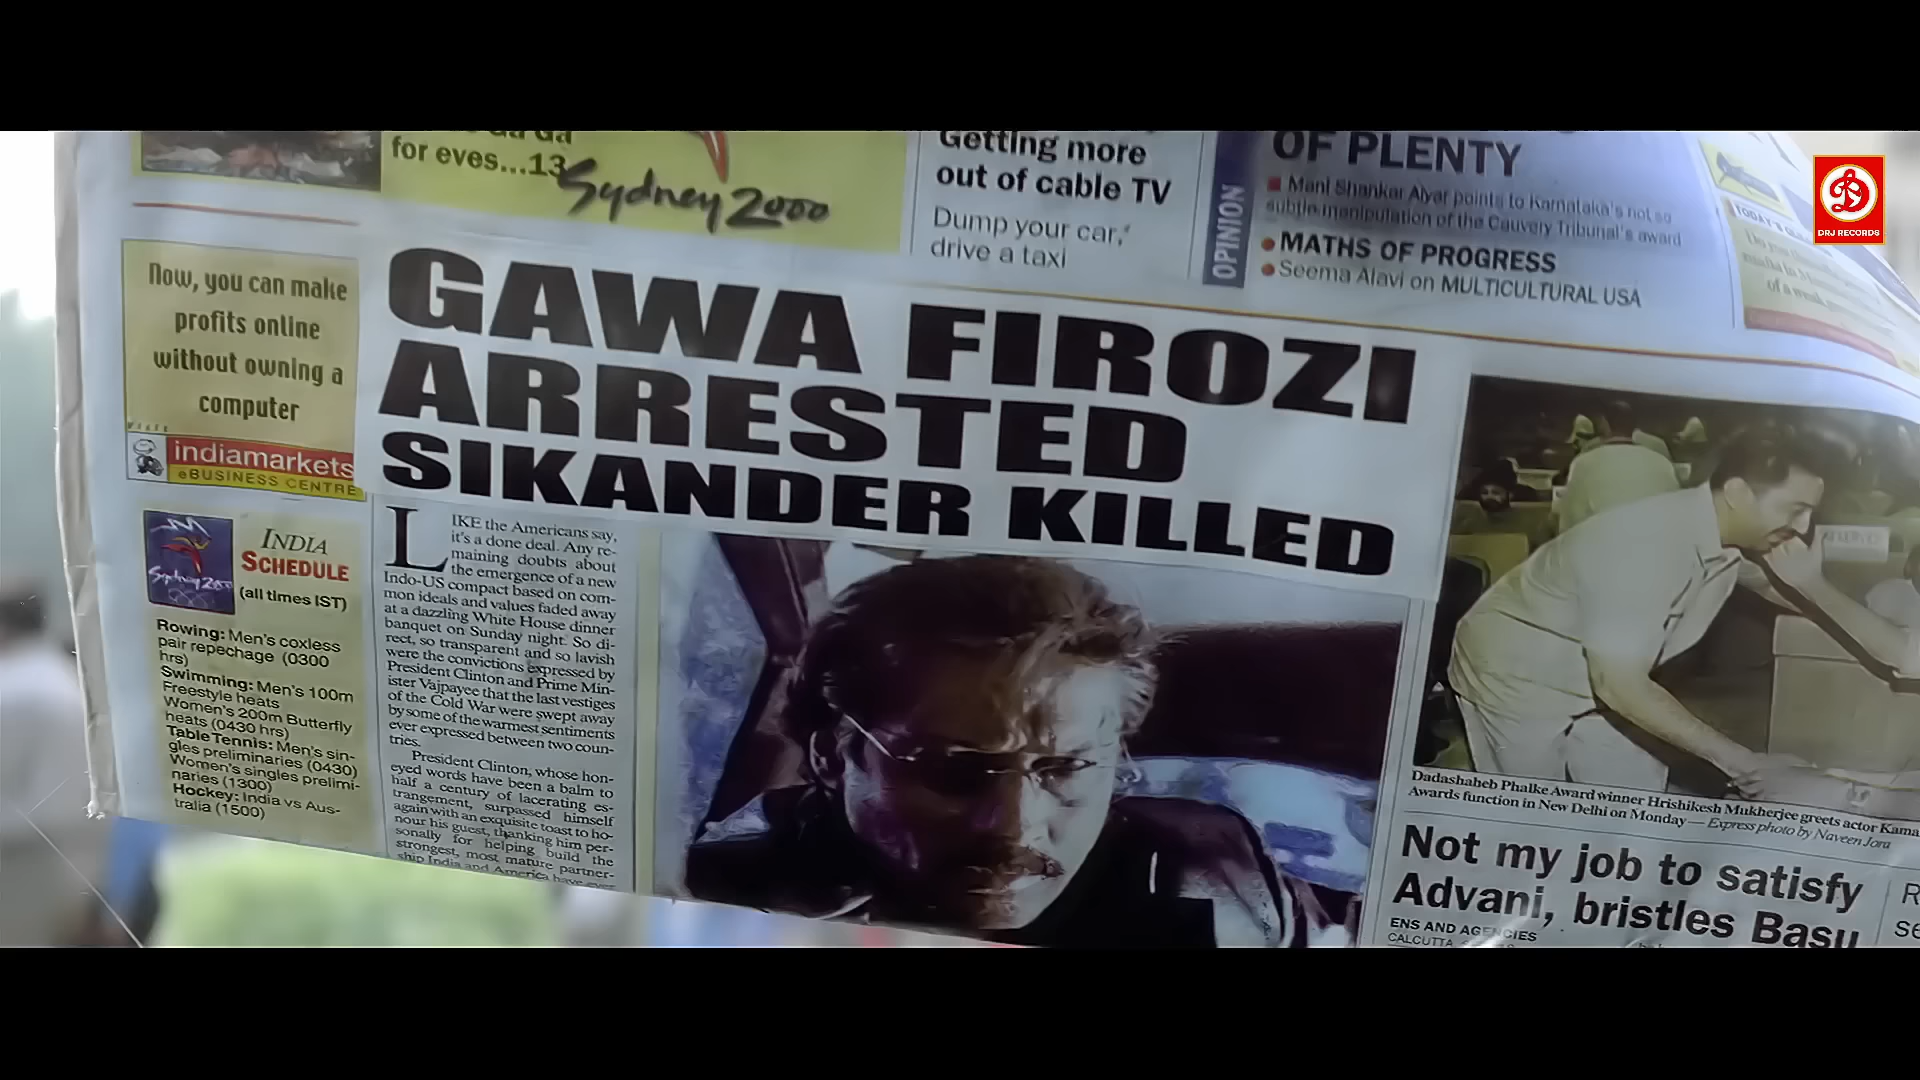 for eves...13
Sydney 2000
Getting more
out of cable TV
Dump your car,
drive a taxi
OPINION
OF PLENTY
Mani Shankar Aiyar points to Karnataka's not so
subtle manipulation of the Cauvery Tribunal's award
MATHS OF PROGRESS
Seema Alavi on MULTICULTURAL USA
DRJ RECORDS
Now, you can make
profits online
without owning a
computer
VISIT
indiamarkets
eBUSINESS CENTRE
GAWA FIROZI
ARRESTED
SIKANDER KILLED
Sydney 2000
INDIA
SCHEDULE
(all times IST)
Rowing: Men's coxless
pair repechage (0300
hrs)
Swimming: Men's 100m
Freestyle heats
Women's 200m Butterfly
heats (0430 hrs)
Table Tennis: Men's sin-
gles preliminaries (0430)
Women's singles prelimi-
naries (1300)
Hockey: India vs Aus-
tralia (1500)
LIKE the Americans say,
it's a done deal. Any re-
maining doubts about
the emergence of a new
Indo-US compact based on com-
mon ideals and values faded away
at a dazzling White House dinner
banquet on Sunday night. So di-
rect, so transparent and so lavish
were the convictions expressed by
President Clinton and Prime Min-
ister Vajpayee that the last vestiges
of the Cold War were swept away
by some of the warmest sentiments
ever expressed between two coun-
tries.
President Clinton, whose hon-
eyed words have been a balm to
half a century of lacerating es-
trangement, surpassed himself
again with an exquisite toast to ho-
nour his guest, thanking him per-
sonally for helping build the
strongest, most mature partner-
ship India and America have ever
RESERVED
Dadasaheb Phalke Award winner Hrishikesh Mukherjee greets actor Kama
Awards function in New Delhi on Monday — Express photo by Naveen Jora
Not my job to satisfy
Advani, bristles Basu
ENS AND AGENCIES
CALCUTTA